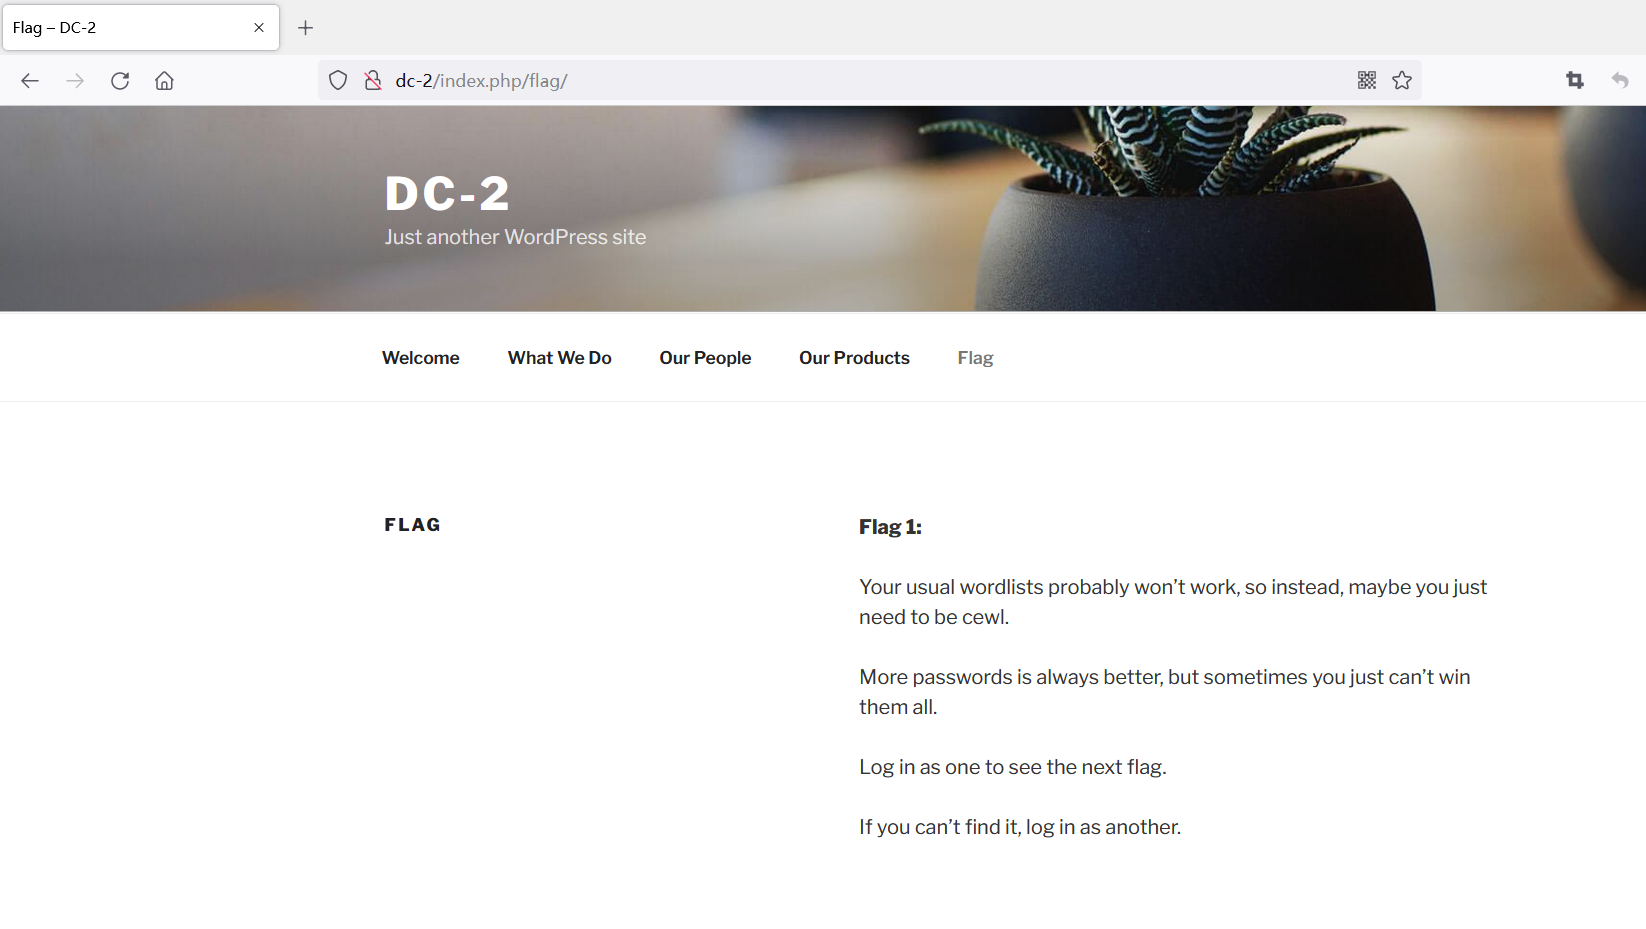 Flag – DC-2
dc-2/index.php/flag/
DC-2
Just another WordPress site
Welcome What We Do Our People Our Products Flag
FLAG
Flag 1:
Your usual wordlists probably won’t work, so instead, maybe you just
need to be cewl.
More passwords is always better, but sometimes you just can’t win
them all.
Log in as one to see the next flag.
If you can’t find it, log in as another.